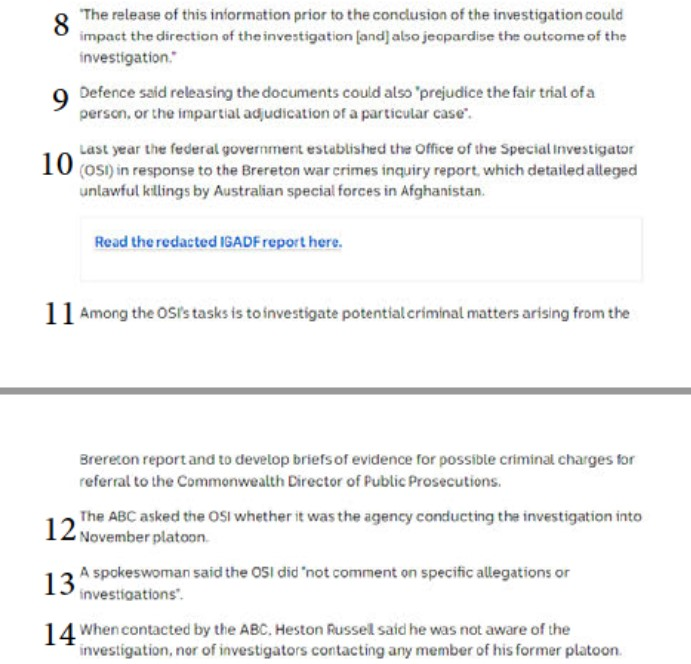 8 "The release of this information prior to the conclusion of the investigation could
impact the direction of the investigation [and] also jeopardise the outcome of the
investigation."
9 Defence said releasing the documents could also "prejudice the fair trial of a
person, or the impartial adjudication of a particular case".
10 Last year the federal government established the Office of the Special Investigator
(OSI) in response to the Brereton war crimes inquiry report, which detailed alleged
unlawful killings by Australian special forces in Afghanistan.
Read the redacted IGADF report here.
11 Among the OSI's tasks is to investigate potential criminal matters arising from the
Brereton report and to develop briefs of evidence for possible criminal charges for
referral to the Commonwealth Director of Public Prosecutions.
12 The ABC asked the OSI whether it was the agency conducting the investigation into
November platoon.
13 A spokeswoman said the OSI did "not comment on specific allegations or
investigations".
14 When contacted by the ABC, Heston Russell said he was not aware of the
investigation, nor of investigators contacting any member of his former platoon.